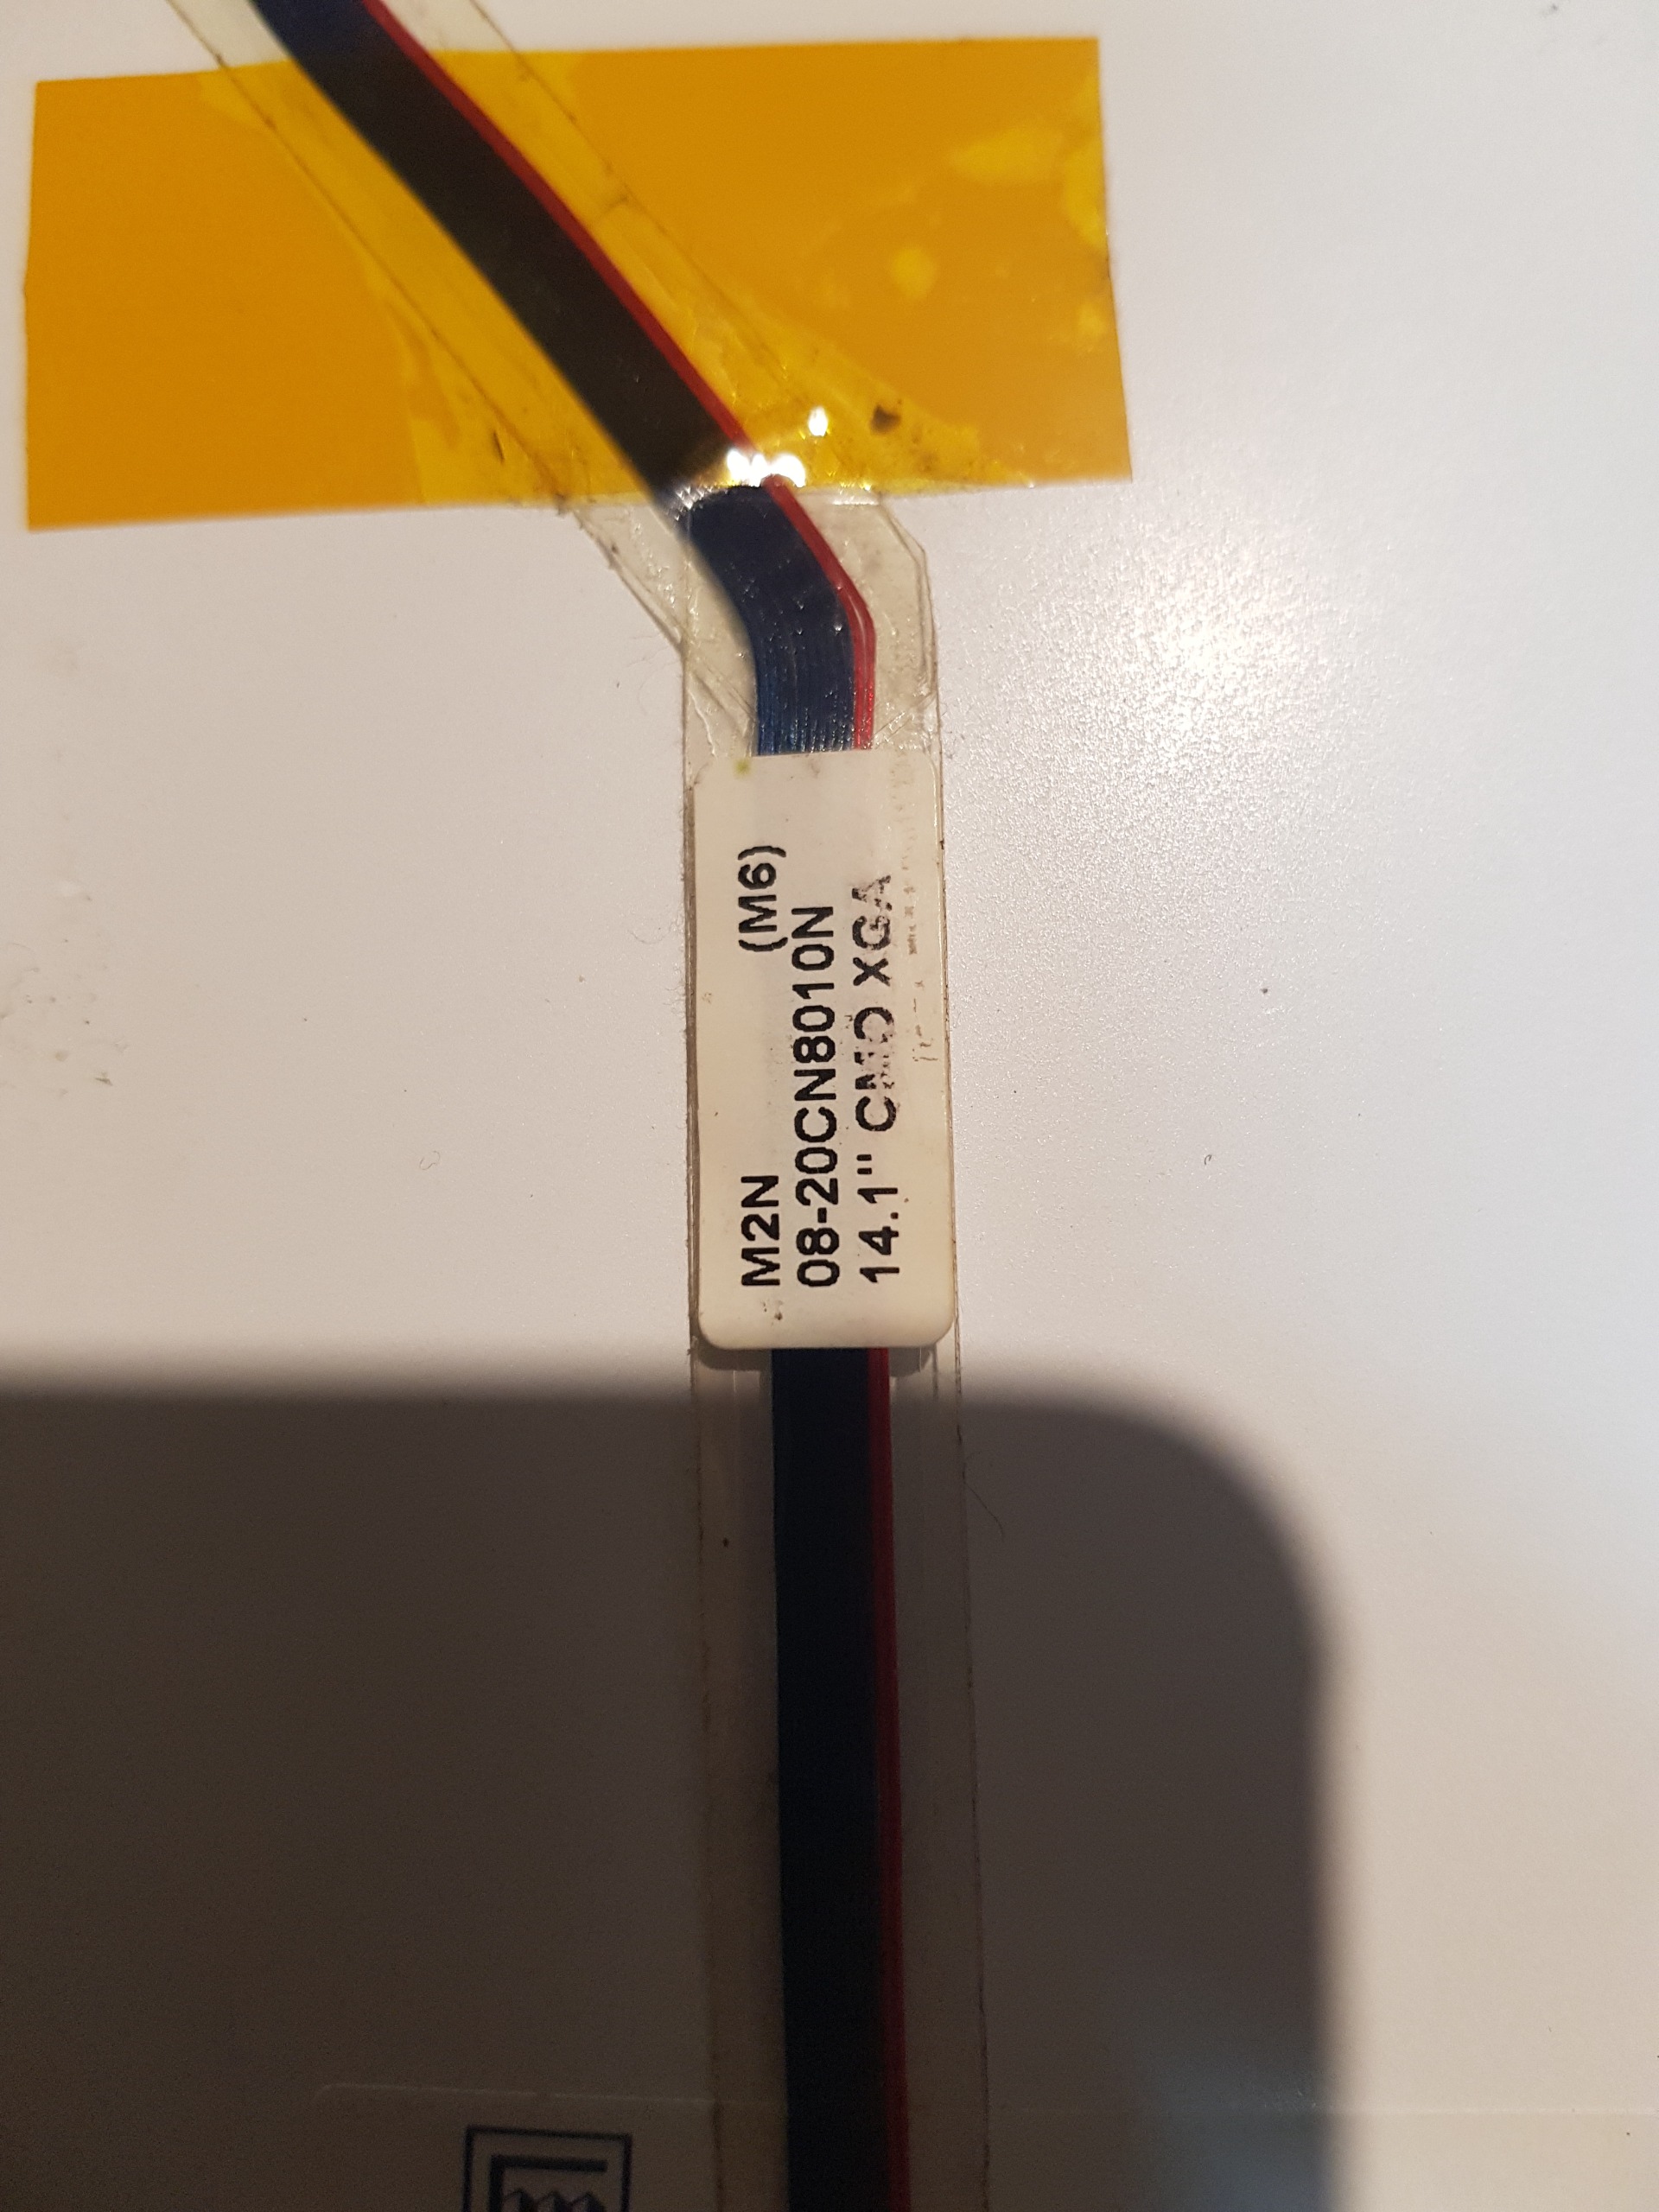 M2N (M6)
08-20CN8010N
14.1" CMO XGA